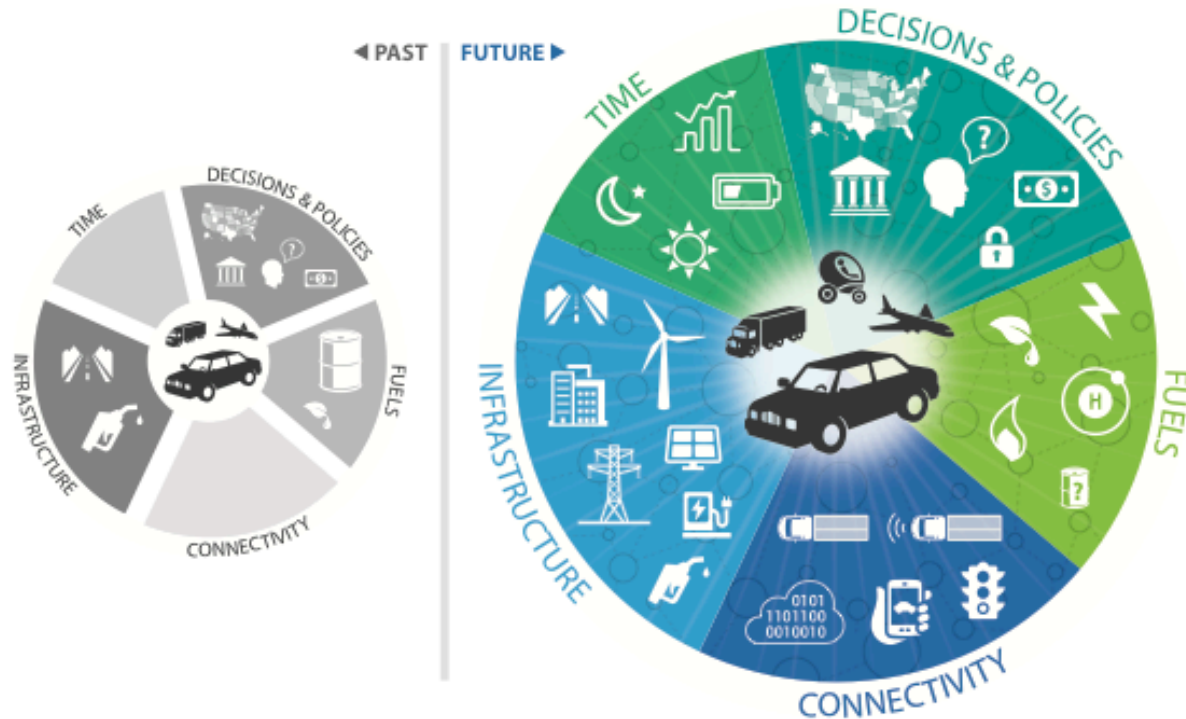 ◀ PAST
FUTURE ▶
TIME
DECISIONS & POLICIES
?
$
FUELS
CONNECTIVITY
INFRASTRUCTURE
TIME
DECISIONS & POLICIES
?
$
FUELS
H
?
CONNECTIVITY
0101
1101100
0010010
INFRASTRUCTURE